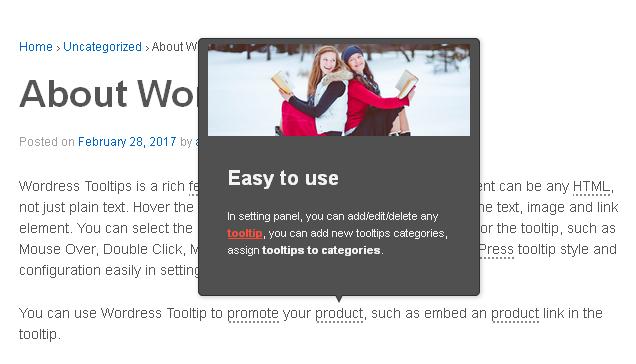 Home › Uncategorized › About W
About Wor
Posted on February 28, 2017 by
Easy to use
In setting panel, you can add/edit/delete any
tooltip, you can add new tooltips categories,
assign tooltips to categories.
Wordress Tooltips is a rich ent can be any HTML,
not just plain text. Hover the he text, image and link
element. You can select the or the tooltip, such as
Mouse Over, Double Click, M Press tooltip style and
configuration easily in setting
You can use Wordress Tooltip to promote your product, such as embed an product link in the
tooltip.